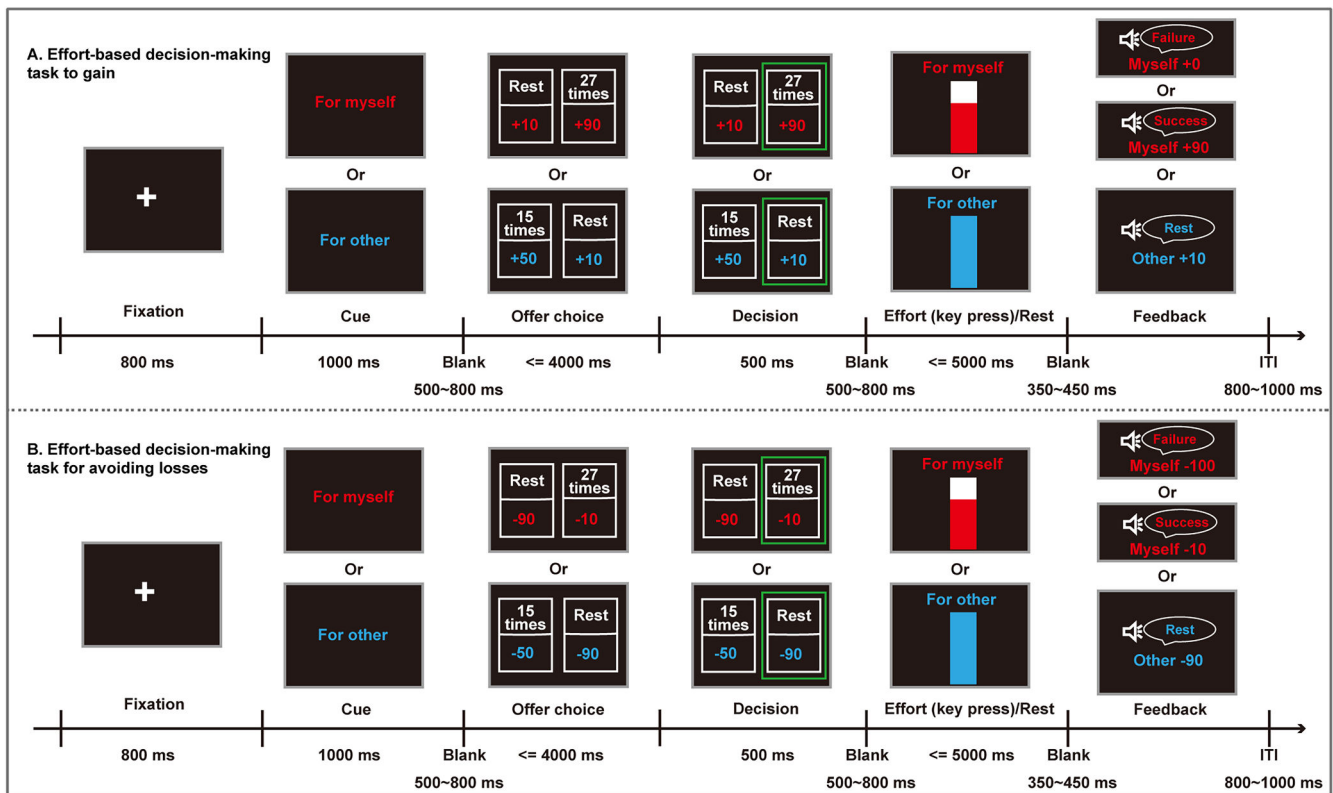 A. Effort-based decision-making
task to gain
For myself
Or
For other
Rest
27
times
+10
+90
Or
15
times
Rest
+50
+10
Rest
27
times
+10
+90
Or
15
times
Rest
+50
+10
For myself
Or
For other
Failure
Myself +0
Or
Success
Myself +90
Or
Rest
Other +10
Fixation
Cue
Offer choice
Decision
Effort (key press)/Rest
Feedback
800 ms
1000 ms
Blank
<= 4000 ms
500 ms
Blank
<= 5000 ms
Blank
ITI
500~800 ms
500~800 ms
350~450 ms
800~1000 ms
B. Effort-based decision-making
task for avoiding losses
For myself
Or
For other
Rest
27
times
-90
-10
Or
15
times
Rest
-50
-90
Rest
27
times
-90
-10
Or
15
times
Rest
-50
-90
For myself
Or
For other
Failure
Myself -100
Or
Success
Myself -10
Or
Rest
Other -90
Fixation
Cue
Offer choice
Decision
Effort (key press)/Rest
Feedback
800 ms
1000 ms
Blank
<= 4000 ms
500 ms
Blank
<= 5000 ms
Blank
ITI
500~800 ms
500~800 ms
350~450 ms
800~1000 ms